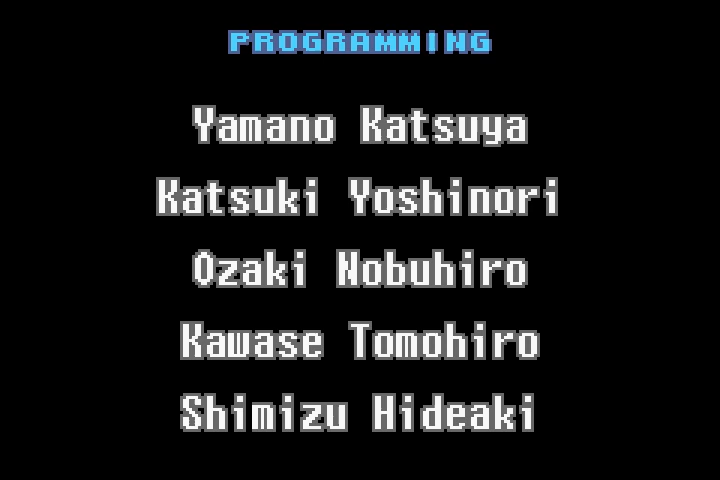 PROGRAMMING
Yamano Katsuya
Katsuki Yoshinori
Ozaki Nobuhiro
Kawase Tomohiro
Shimizu Hideaki